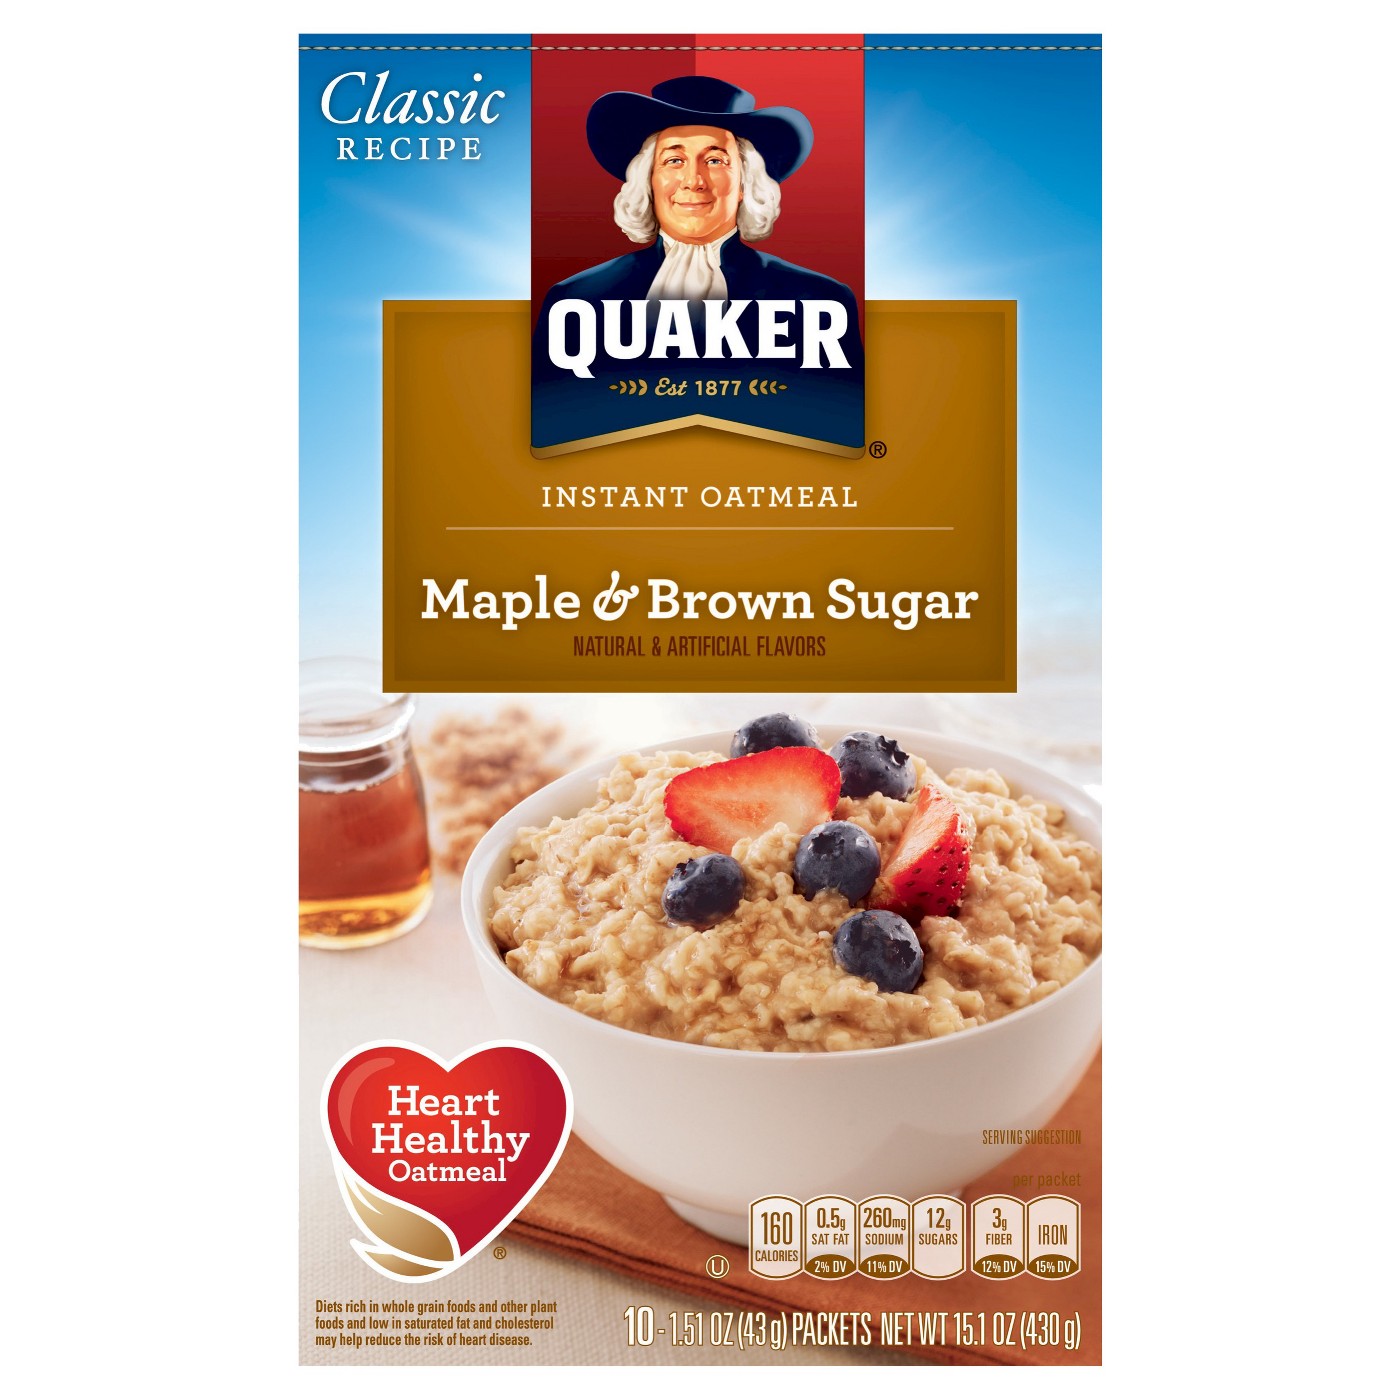 Classic
RECIPE
QUAKER
Est 1877
®
INSTANT OATMEAL
Maple & Brown Sugar
NATURAL & ARTIFICIAL FLAVORS
Heart
Healthy
Oatmeal
®
Diets rich in whole grain foods and other plant
foods and low in saturated fat and cholesterol
may help reduce the risk of heart disease.
SERVING SUGGESTION
per packet
160
CALORIES
0.5g
SAT FAT
2% DV
260mg
SODIUM
11% DV
12g
SUGARS
3g
FIBER
12% DV
IRON
15% DV
U
10 - 1.51 OZ (43 g) PACKETS NET WT 15.1 OZ (430 g)